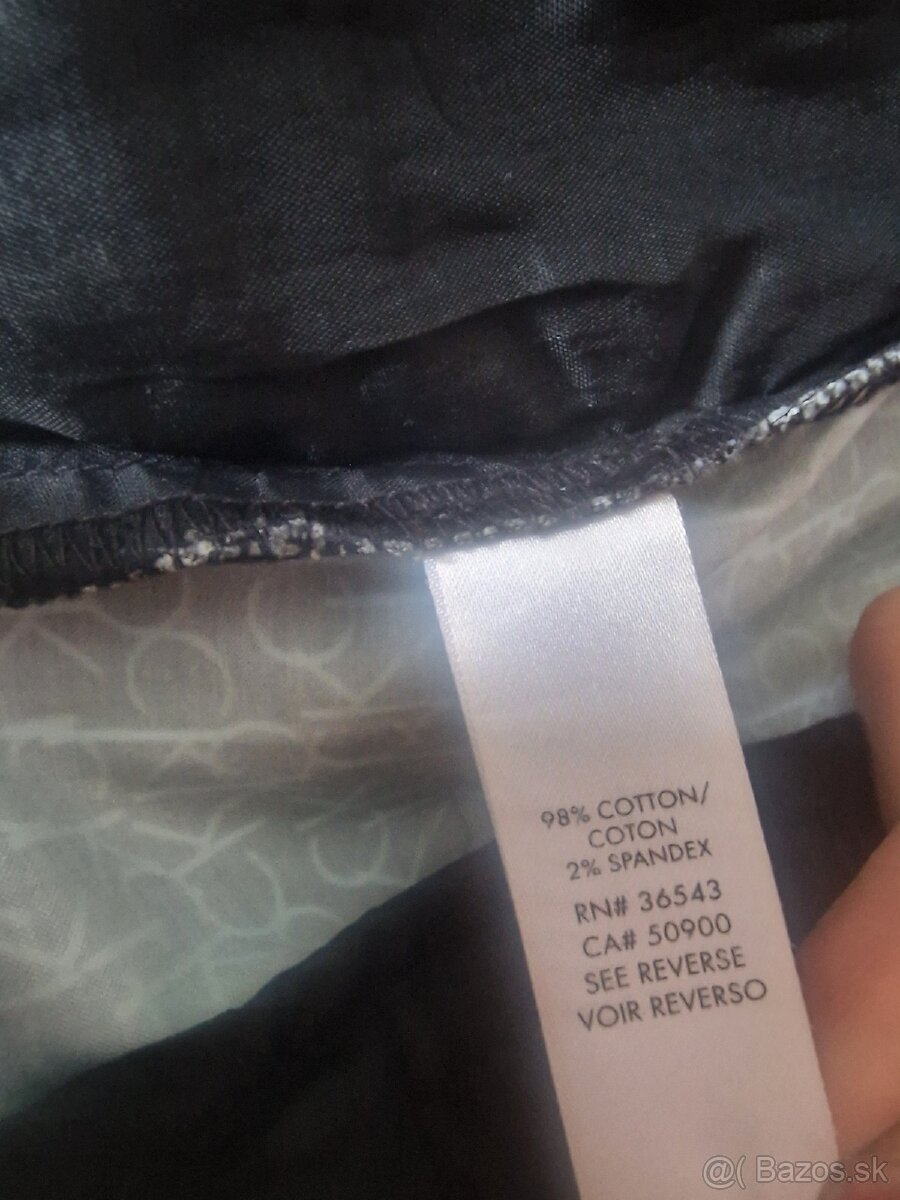 98% COTTON/
COTON
2% SPANDEX
RN# 36543
CA# 50900
SEE REVERSE
VOIR REVERSO
@( Bazos.sk